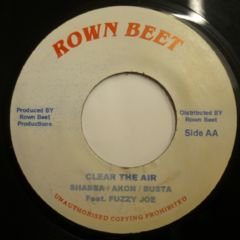 ROWN BEET
Produced BY
Rown Beet
Productions
Distributed BY
Rown Beet
Side AA
CLEAR THE AIR
SHABBA / AKON / BUSTA
Feat. FUZZY JOE
UNAUTHORISED COPYING PROHIBITED